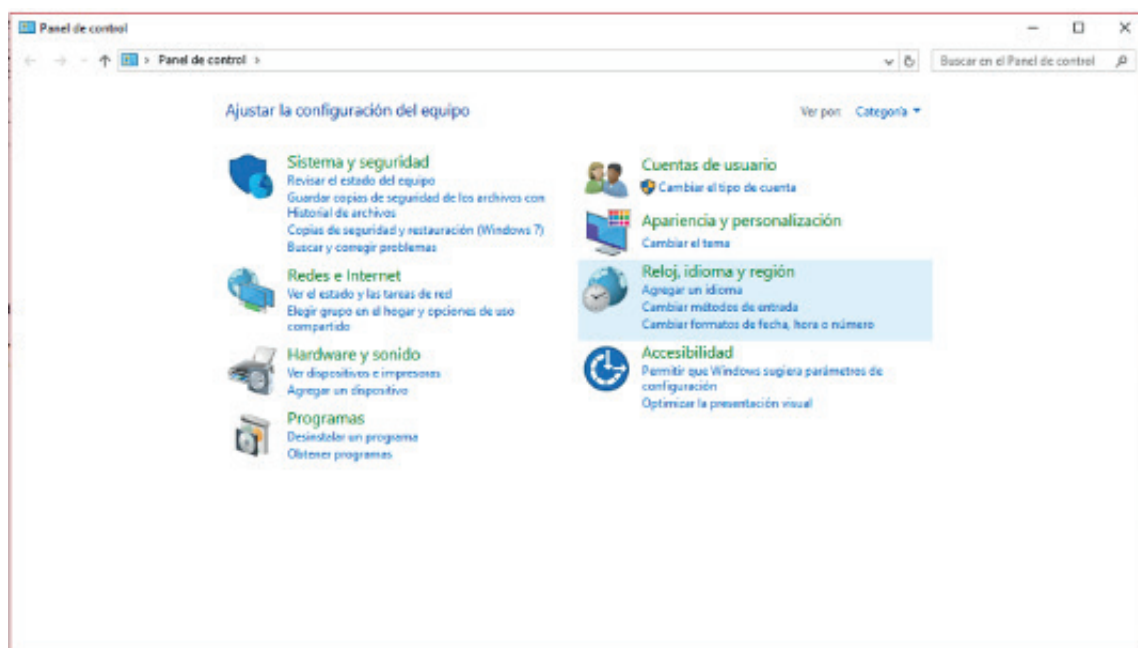 Panel de control
Panel de control
Buscar en el Panel de control
Ajustar la configuración del equipo
Ver por: Categoría
Sistema y seguridad
Revisar el estado del equipo
Guardar copias de seguridad de los archivos con
Historial de archivos
Copias de seguridad y restauración (Windows 7)
Buscar y corregir problemas
Redes e Internet
Ver el estado y las tareas de red
Elegir grupo en el hogar y opciones de uso
compartido
Hardware y sonido
Ver dispositivos e impresoras
Agregar un dispositivo
Programas
Desinstalar un programa
Obtener programas
Cuentas de usuario
Cambiar el tipo de cuenta
Apariencia y personalización
Cambiar el tema
Reloj, idioma y región
Agregar un idioma
Cambiar métodos de entrada
Cambiar formatos de fecha, hora o número
Accesibilidad
Permitir que Windows sugiera parámetros de
configuración
Optimizar la presentación visual